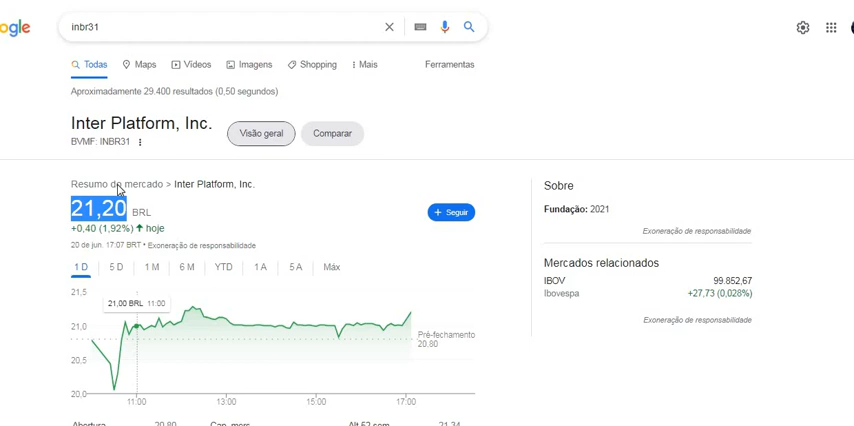 ogle
inbr31
Todas Maps Vídeos Imagens Shopping Mais Ferramentas
Aproximadamente 29.400 resultados (0,50 segundos)
Inter Platform, Inc.
BVMF: INBR31
Visão geral Comparar
Resumo do mercado > Inter Platform, Inc.
21,20 BRL
+0,40 (1,92%) hoje
20 de jun. 17:07 BRT • Exoneração de responsabilidade
+ Seguir
1 D 5 D 1 M 6 M YTD 1 A 5 A Máx
21,5
21,00 BRL 11:00
21,0
Pré-fechamento
20,80
20,5
20,0
11:00 13:00 15:00 17:00
Abertura 20,80 Cap. merc. Alt 52 sem 21,34
Sobre
Fundação: 2021
Exoneração de responsabilidade
Mercados relacionados
IBOV 99.852,67
Ibovespa +27,73 (0,028%)
Exoneração de responsabilidade